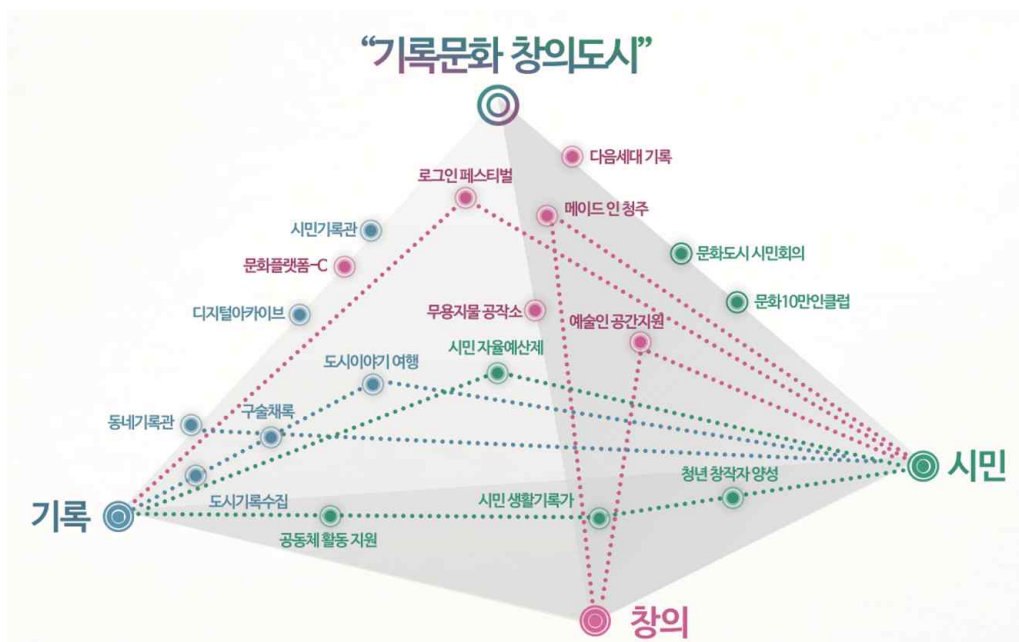 “기록문화 창의도시”
다음세대 기록
로그인 페스티벌
메이드 인 청주
시민기록관
문화도시 시민회의
문화플랫폼-C
문화10만인클럽
디지털아카이브
무용지물 공작소
예술인 공간지원
시민 자율예산제
도시이야기 여행
구술채록
동네기록관
시민
청년 창작자 양성
도시기록수집
시민 생활기록가
기록
공동체 활동 지원
창의